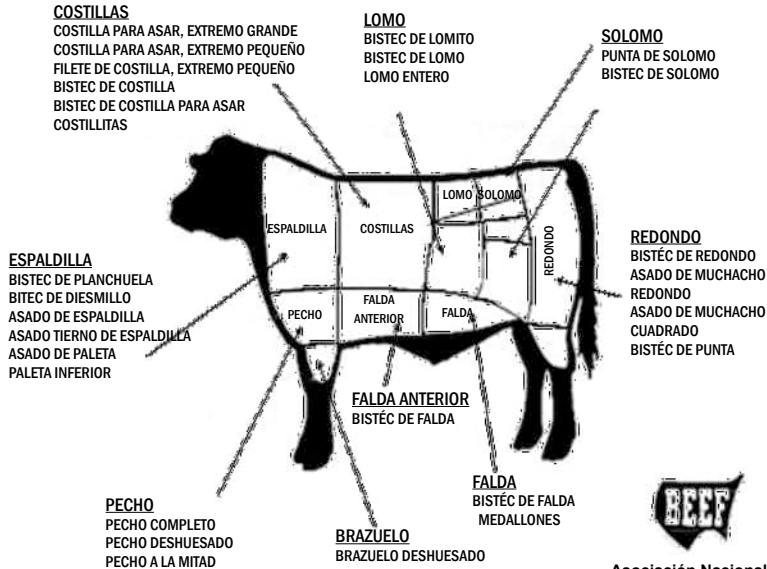 COSTILLAS
COSTILLA PARA ASAR, EXTREMO GRANDE
COSTILLA PARA ASAR, EXTREMO PEQUEÑO
FILETE DE COSTILLA, EXTREMO PEQUEÑO
BISTEC DE COSTILLA
BISTEC DE COSTILLA PARA ASAR
COSTILLITAS
LOMO
BISTEC DE LOMITO
BISTEC DE LOMO
LOMO ENTERO
SOLOMO
PUNTA DE SOLOMO
BISTEC DE SOLOMO
ESPALDILLA
COSTILLAS
LOMO
SOLOMO
REDONDO
PECHO
FALDA
ANTERIOR
FALDA
ESPALDILLA
BISTEC DE PLANCHUELA
BITEC DE DIESMILLO
ASADO DE ESPALDILLA
ASADO TIERNO DE ESPALDILLA
ASADO DE PALETA
PALETA INFERIOR
REDONDO
BISTÉC DE REDONDO
ASADO DE MUCHACHO
REDONDO
ASADO DE MUCHACHO
CUADRADO
BISTÉC DE PUNTA
FALDA ANTERIOR
BISTÉC DE FALDA
FALDA
BISTÉC DE FALDA
MEDALLONES
PECHO
PECHO COMPLETO
PECHO DESHUESADO
PECHO A LA MITAD
BRAZUELO
BRAZUELO DESHUESADO
BEEF
Asociación Nacional